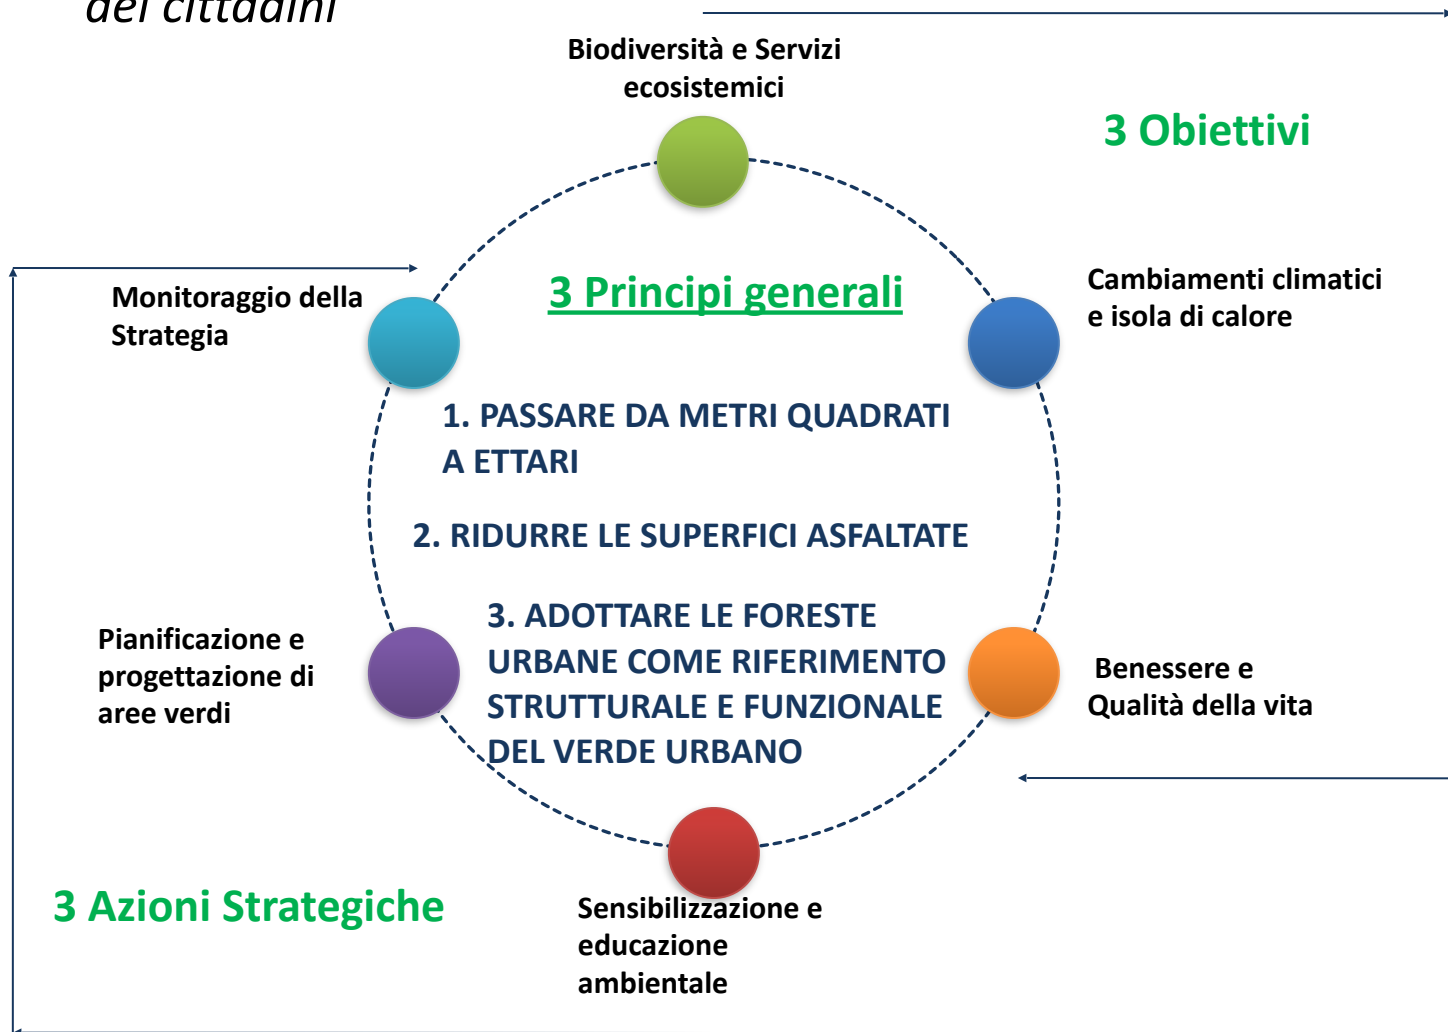 dei cittadini
Biodiversità e Servizi
ecosistemici
3 Obiettivi
Cambiamenti climatici
e isola di calore
Monitoraggio della
Strategia
3 Principi generali
1. PASSARE DA METRI QUADRATI
A ETTARI
2. RIDURRE LE SUPERFICI ASFALTATE
3. ADOTTARE LE FORESTE
URBANE COME RIFERIMENTO
STRUTTURALE E FUNZIONALE
DEL VERDE URBANO
Pianificazione e
progettazione di
aree verdi
Benessere e
Qualità della vita
3 Azioni Strategiche
Sensibilizzazione e
educazione
ambientale